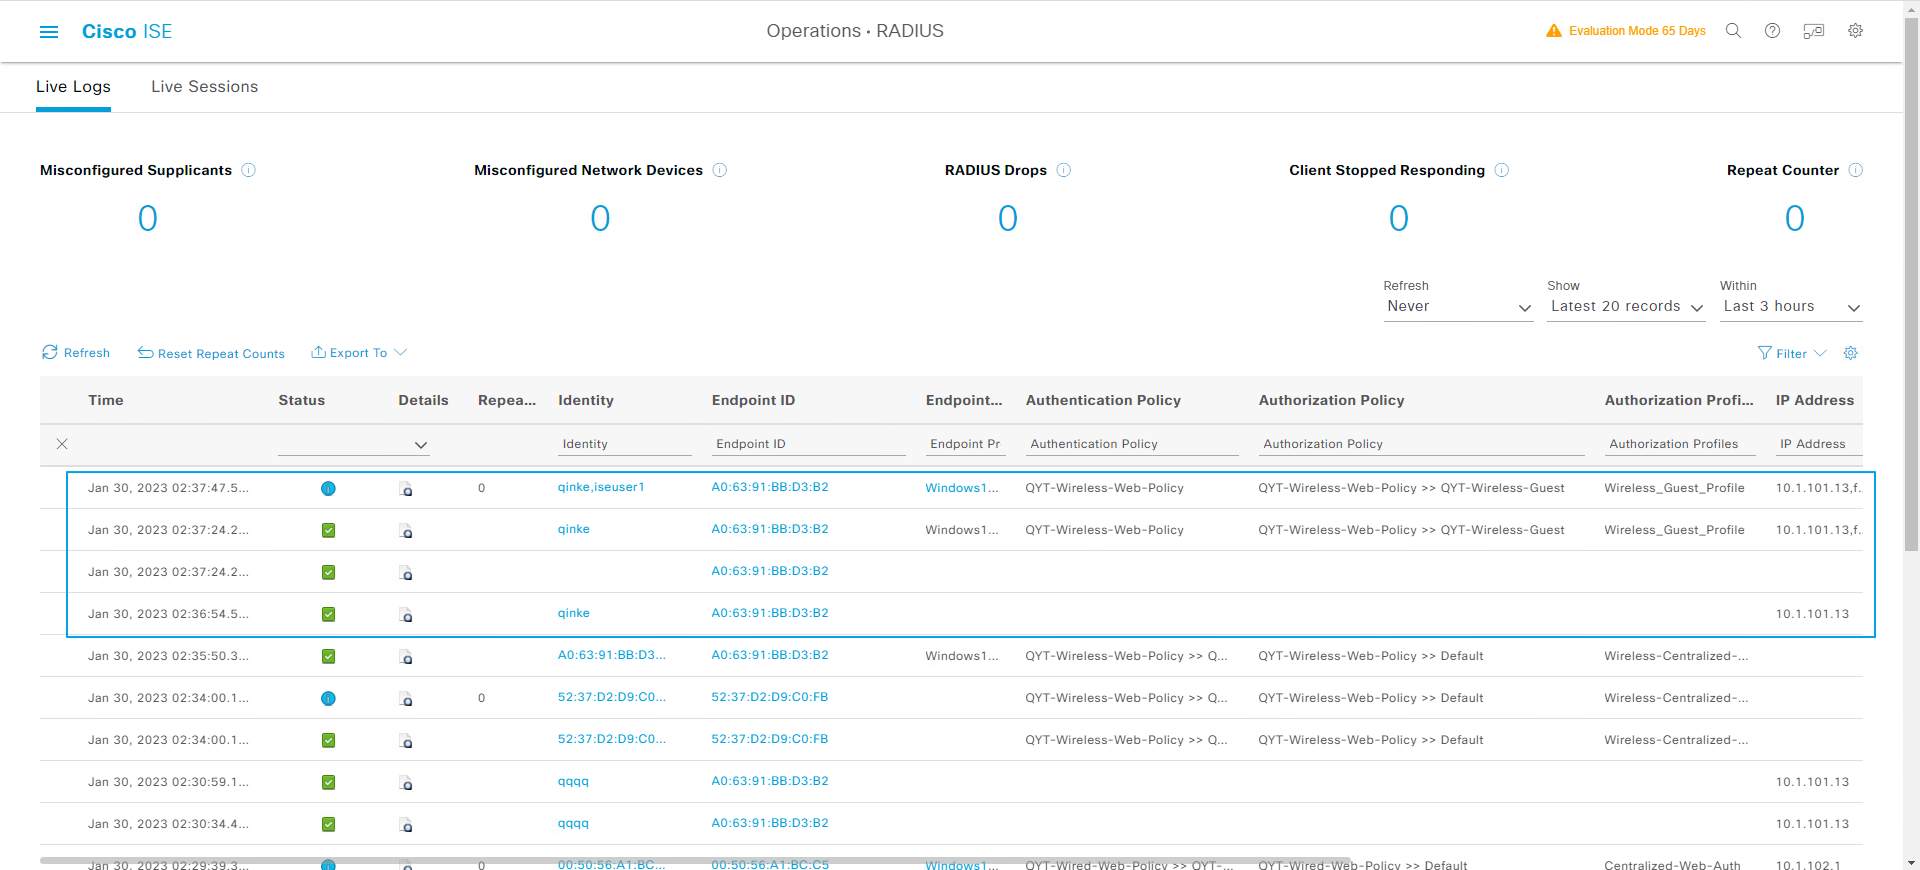 Cisco ISE
Operations · RADIUS
Evaluation Mode 65 Days
Live Logs
Live Sessions
Misconfigured Supplicants
Misconfigured Network Devices
RADIUS Drops
Client Stopped Responding
Repeat Counter
0
0
0
0
0
Refresh
Show
Within
Never
Latest 20 records
Last 3 hours
Refresh
Reset Repeat Counts
Export To
Filter
Time Status Details Repea... Identity Endpoint ID Endpoint... Authentication Policy Authorization Policy Authorization Profi... IP Address
Identity Endpoint ID Endpoint Pr Authentication Policy Authorization Policy Authorization Profiles IP Address
Jan 30, 2023 02:37:47.5... 0 qinke,iseuser1 A0:63:91:BB:D3:B2 Windows1... QYT-Wireless-Web-Policy QYT-Wireless-Web-Policy >> QYT-Wireless-Guest Wireless_Guest_Profile 10.1.101.13,f..
Jan 30, 2023 02:37:24.2... qinke A0:63:91:BB:D3:B2 Windows1... QYT-Wireless-Web-Policy QYT-Wireless-Web-Policy >> QYT-Wireless-Guest Wireless_Guest_Profile 10.1.101.13,f..
Jan 30, 2023 02:37:24.2... A0:63:91:BB:D3:B2
Jan 30, 2023 02:36:54.5... qinke A0:63:91:BB:D3:B2 10.1.101.13
Jan 30, 2023 02:35:50.3... A0:63:91:BB:D3... A0:63:91:BB:D3:B2 Windows1... QYT-Wireless-Web-Policy >> Q... QYT-Wireless-Web-Policy >> Default Wireless-Centralized-...
Jan 30, 2023 02:34:00.1... 0 52:37:D2:D9:C0... 52:37:D2:D9:C0:FB QYT-Wireless-Web-Policy >> Q... QYT-Wireless-Web-Policy >> Default Wireless-Centralized-...
Jan 30, 2023 02:34:00.1... 52:37:D2:D9:C0... 52:37:D2:D9:C0:FB QYT-Wireless-Web-Policy >> Q... QYT-Wireless-Web-Policy >> Default Wireless-Centralized-...
Jan 30, 2023 02:30:59.1... qqqq A0:63:91:BB:D3:B2 10.1.101.13
Jan 30, 2023 02:30:34.4... qqqq A0:63:91:BB:D3:B2 10.1.101.13
Jan 30, 2023 02:29:39.3... 0 00:50:56:A1:BC... 00:50:56:A1:BC:C5 Windows1... QYT-Wired-Web-Policy >> QYT-... QYT-Wired-Web-Policy >> Default Centralized-Web-Auth 10.1.102.1